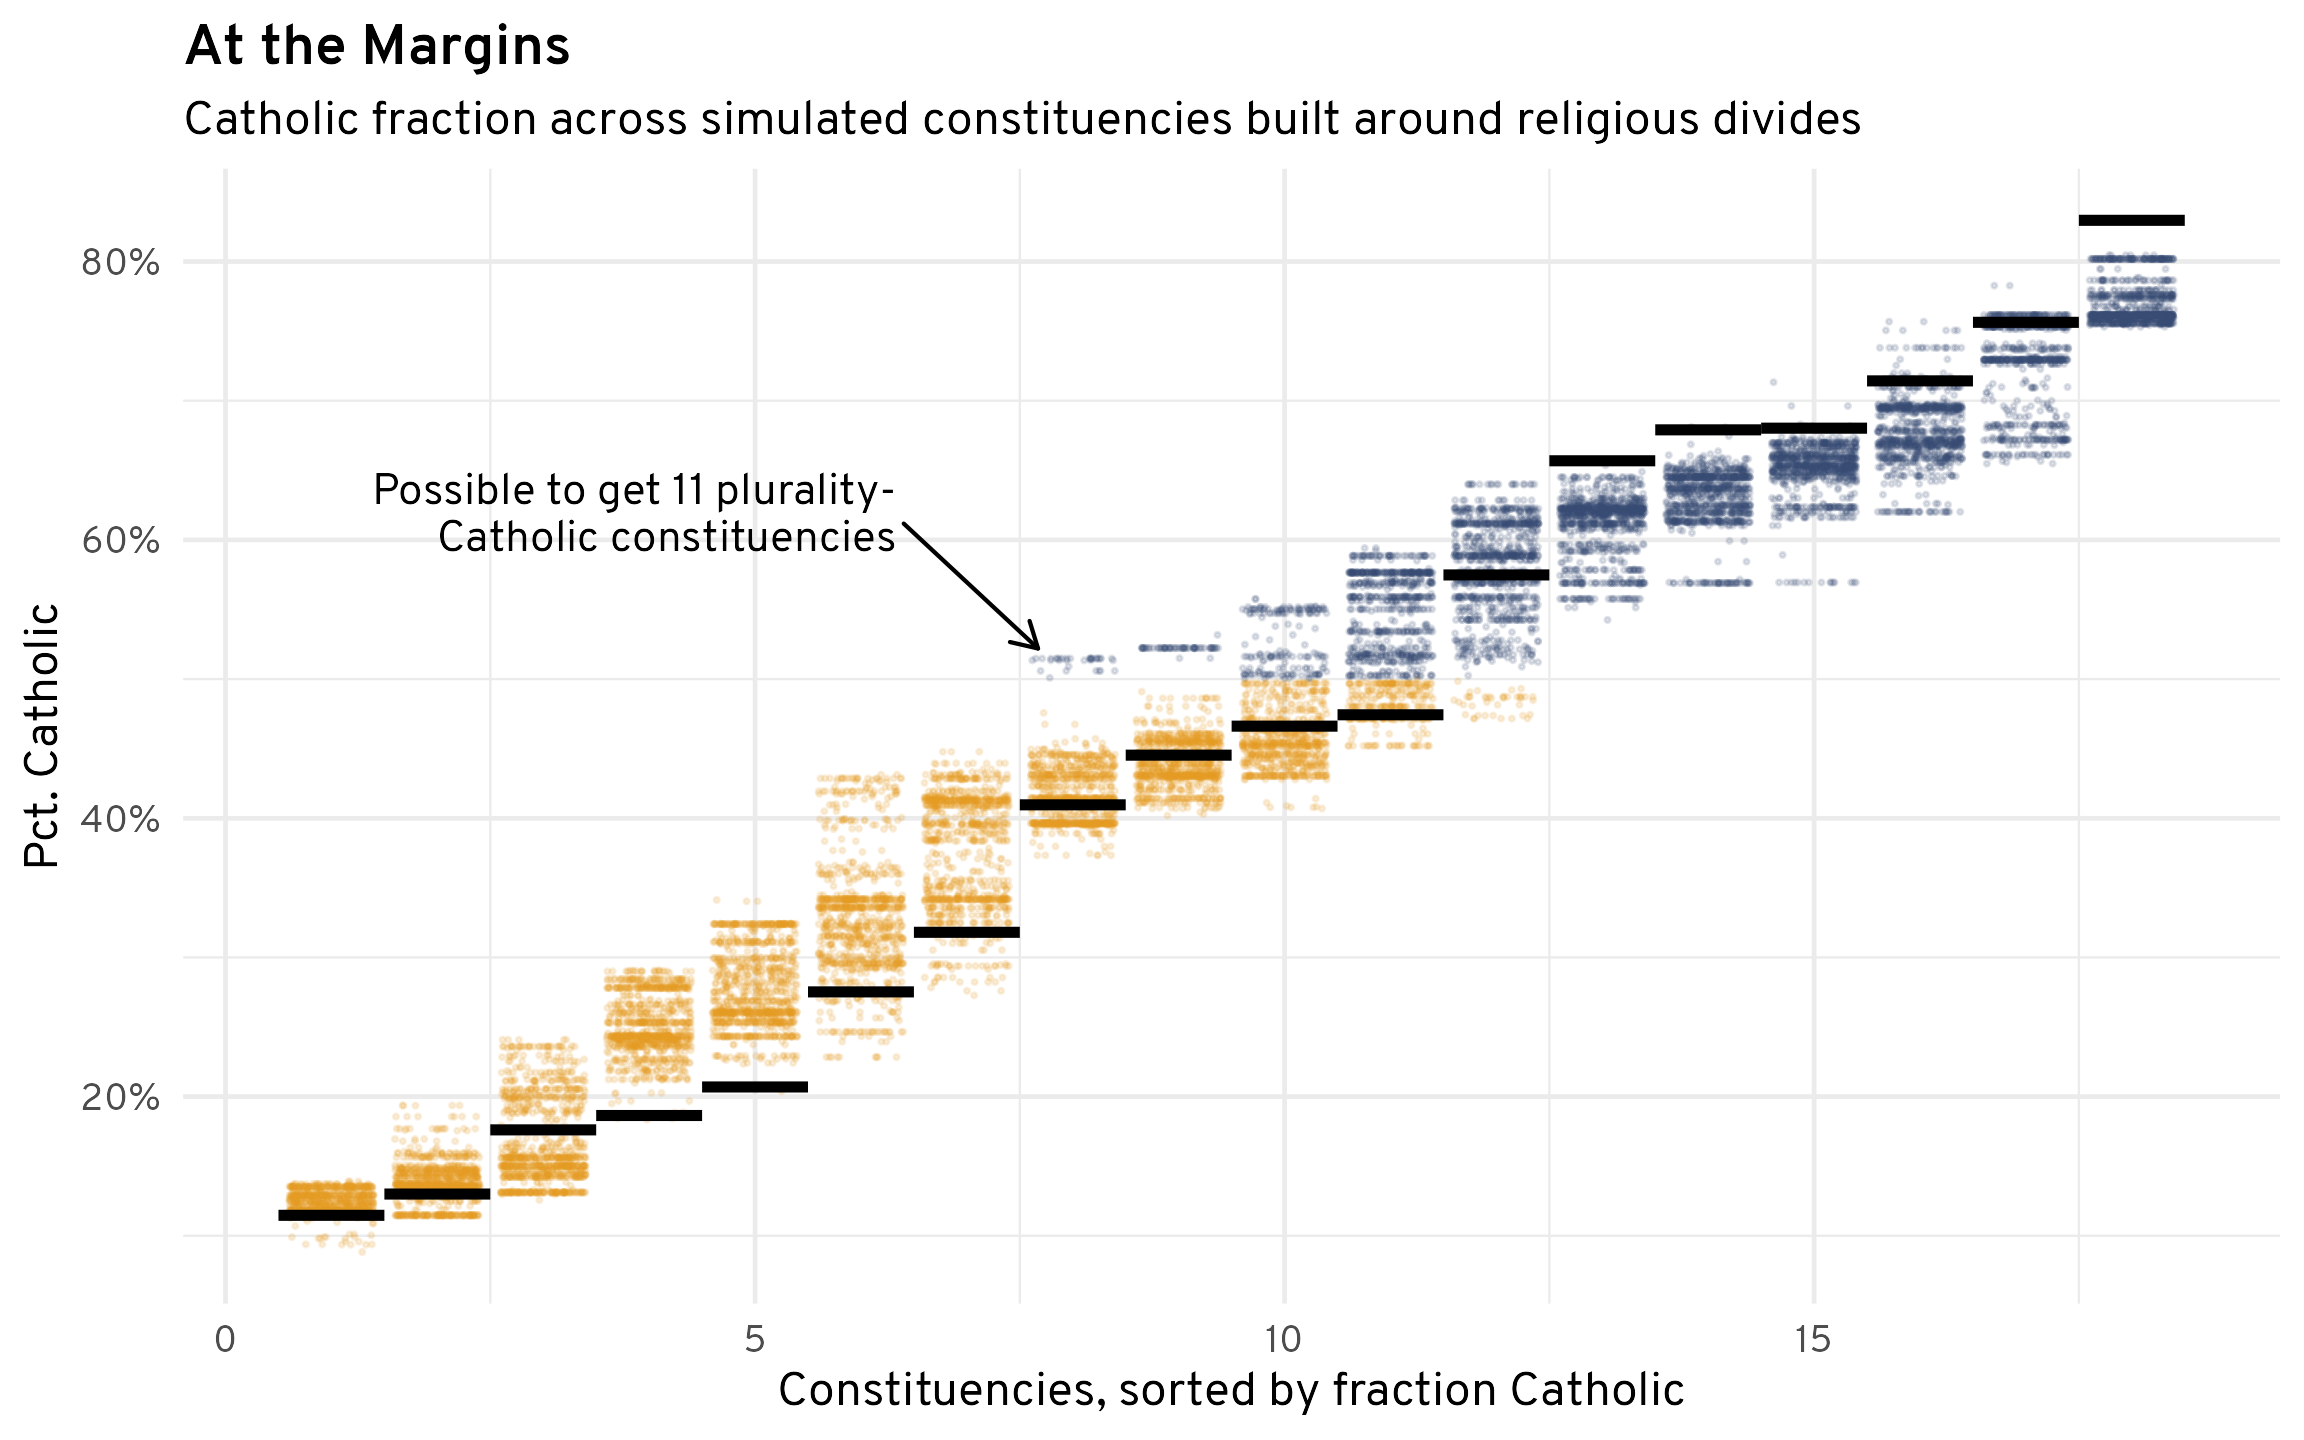 At the Margins
Catholic fraction across simulated constituencies built around religious divides
Possible to get 11 plurality-
Catholic constituencies
Pct. Catholic
80%
60%
40%
20%
0
5
10
15
Constituencies, sorted by fraction Catholic